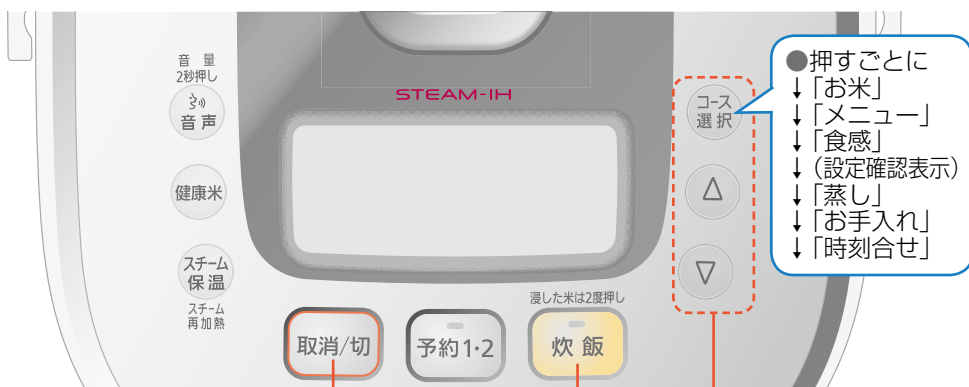 音 量
2秒押し
音声
健康米
スチーム
保温
スチーム
再加熱
STEAM-IH
コース
選択
△
▽
●押すごとに
↓「お米」
↓「メニュー」
↓「食感」
↓(設定確認表示)
↓「蒸し」
↓「お手入れ」
↓「時刻合せ」
取消/切
予約1・2
浸した米は2度押し
炊飯